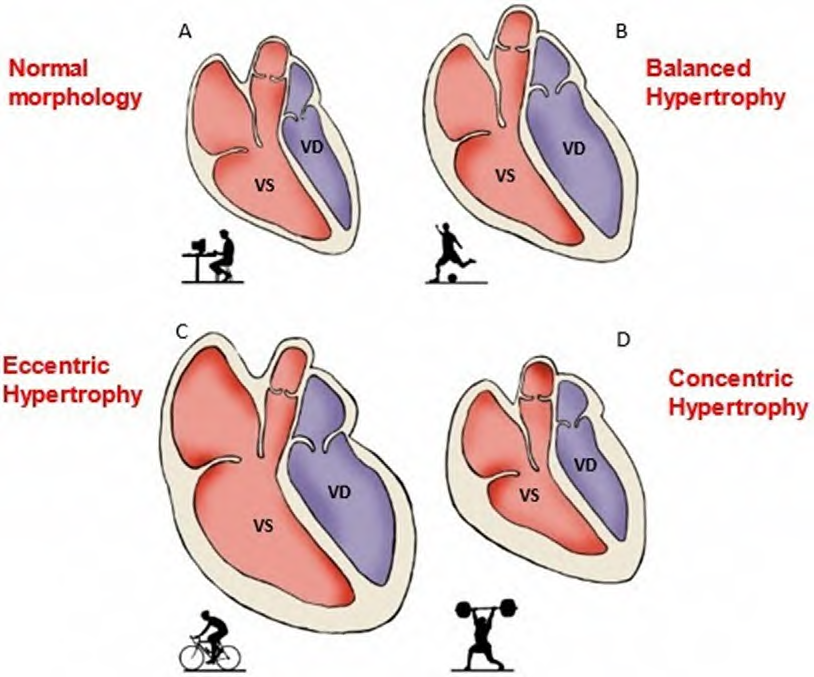 A
Normal
morphology
VD
VS
B
Balanced
Hypertrophy
VD
VS
C
Eccentric
Hypertrophy
VD
VS
D
Concentric
Hypertrophy
VD
VS